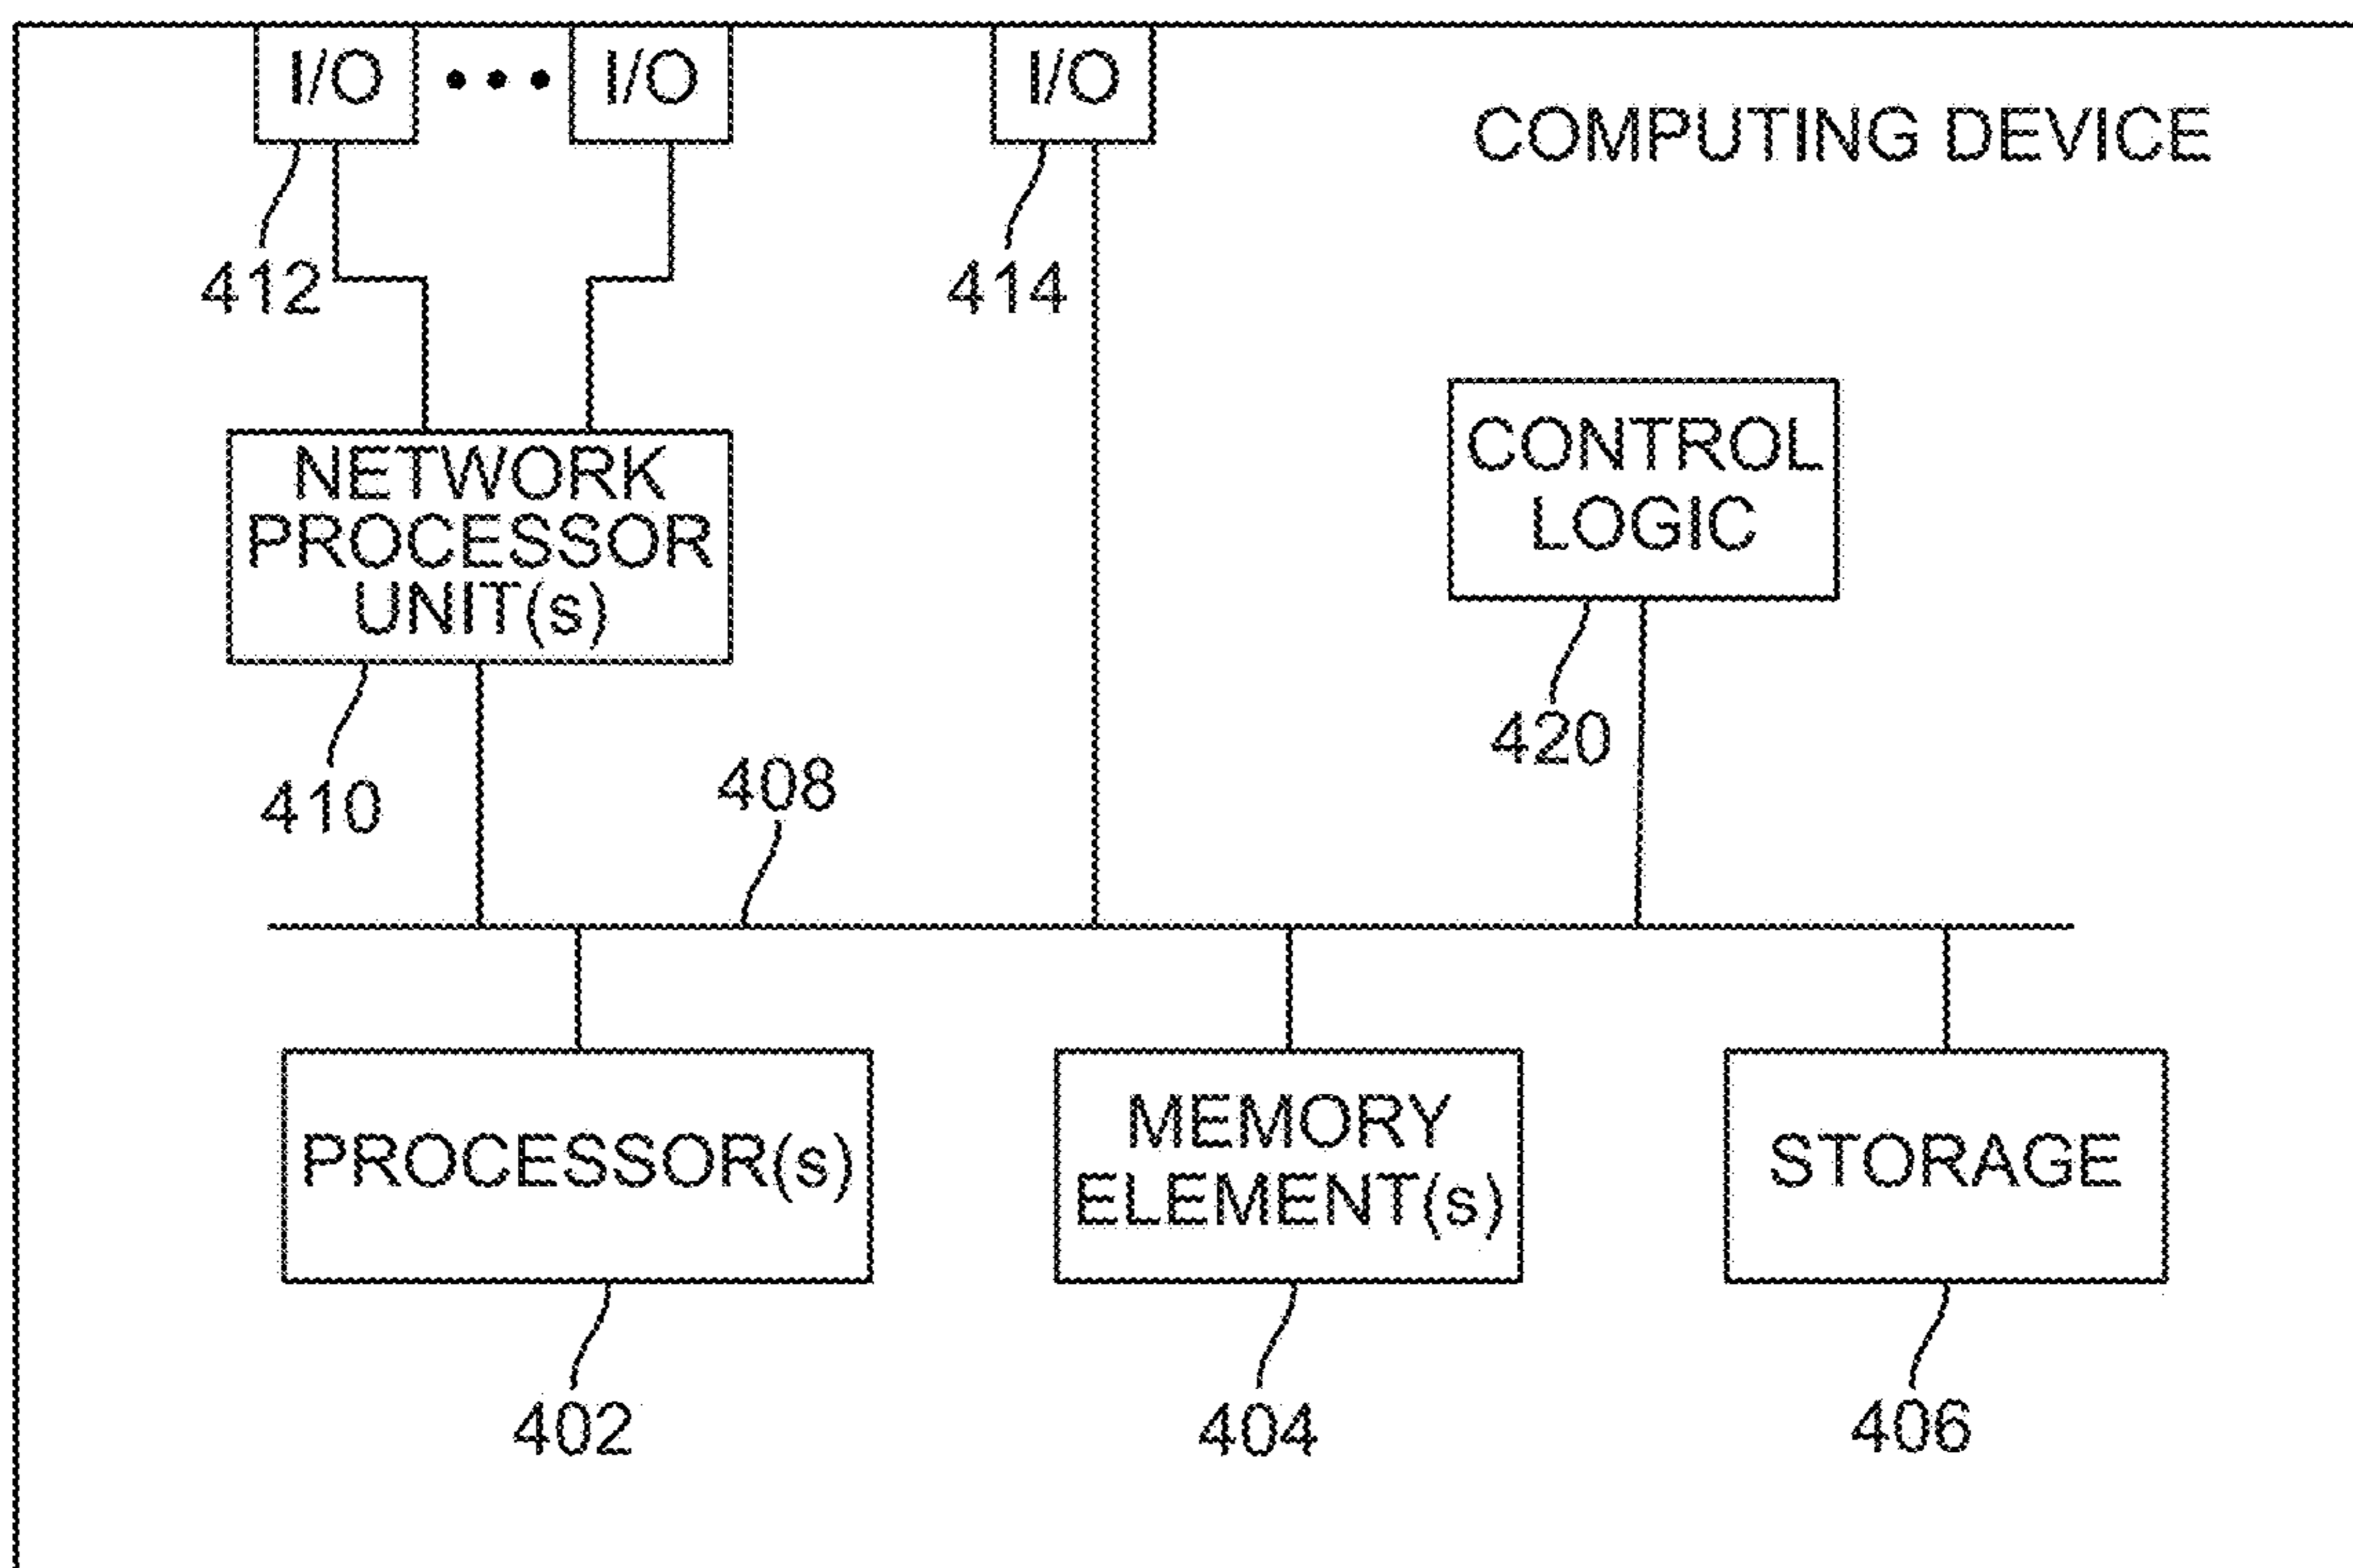 I/O ••• I/O I/O
COMPUTING DEVICE
412 414
CONTROL
LOGIC
NETWORK
PROCESSOR
UNIT(s)
420
410 408
PROCESSOR(s)
MEMORY
ELEMENT(s)
STORAGE
402 404 406